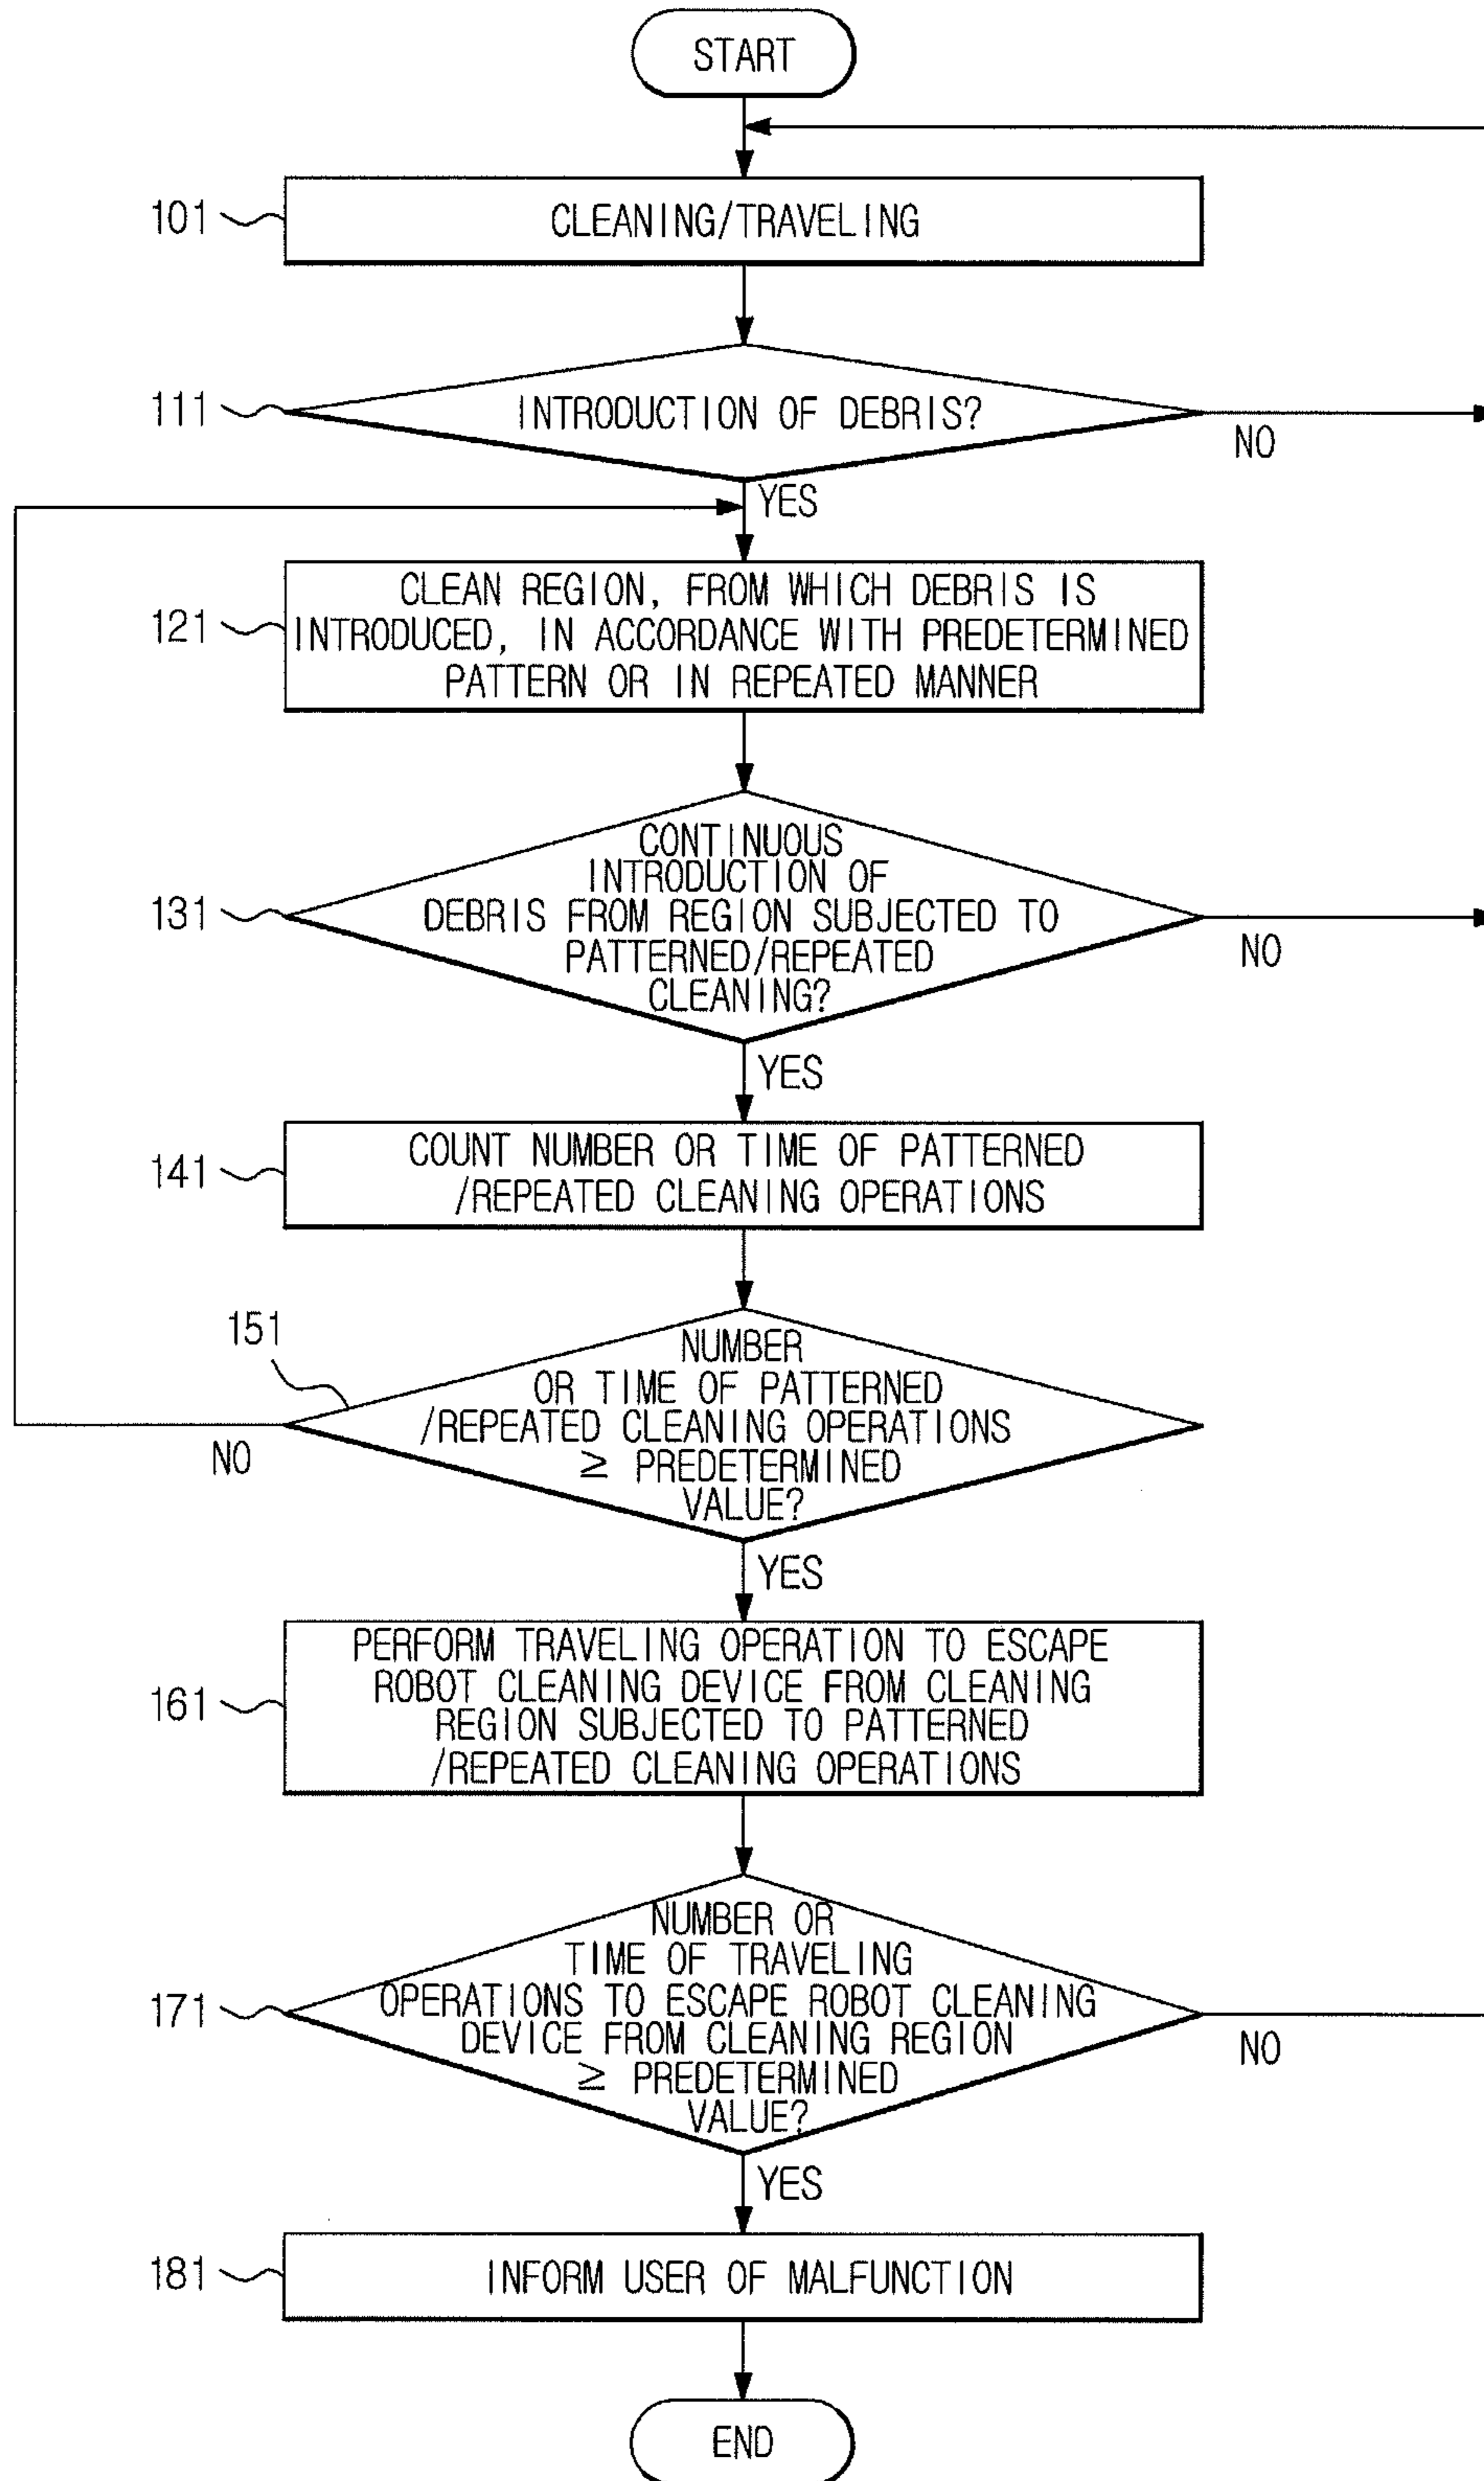 START
101
CLEANING/TRAVELING
111
INTRODUCTION OF DEBRIS?
NO
YES
121
CLEAN REGION, FROM WHICH DEBRIS IS
INTRODUCED, IN ACCORDANCE WITH PREDETERMINED
PATTERN OR IN REPEATED MANNER
131
CONTINUOUS
INTRODUCTION OF
DEBRIS FROM REGION SUBJECTED TO
PATTERNED/REPEATED
CLEANING?
NO
YES
141
COUNT NUMBER OR TIME OF PATTERNED
/REPEATED CLEANING OPERATIONS
151
NUMBER
OR TIME OF PATTERNED
/REPEATED CLEANING OPERATIONS
≥ PREDETERMINED
VALUE?
NO
YES
161
PERFORM TRAVELING OPERATION TO ESCAPE
ROBOT CLEANING DEVICE FROM CLEANING
REGION SUBJECTED TO PATTERNED
/REPEATED CLEANING OPERATIONS
171
NUMBER OR
TIME OF TRAVELING
OPERATIONS TO ESCAPE ROBOT CLEANING
DEVICE FROM CLEANING REGION
≥ PREDETERMINED
VALUE?
NO
YES
181
INFORM USER OF MALFUNCTION
END